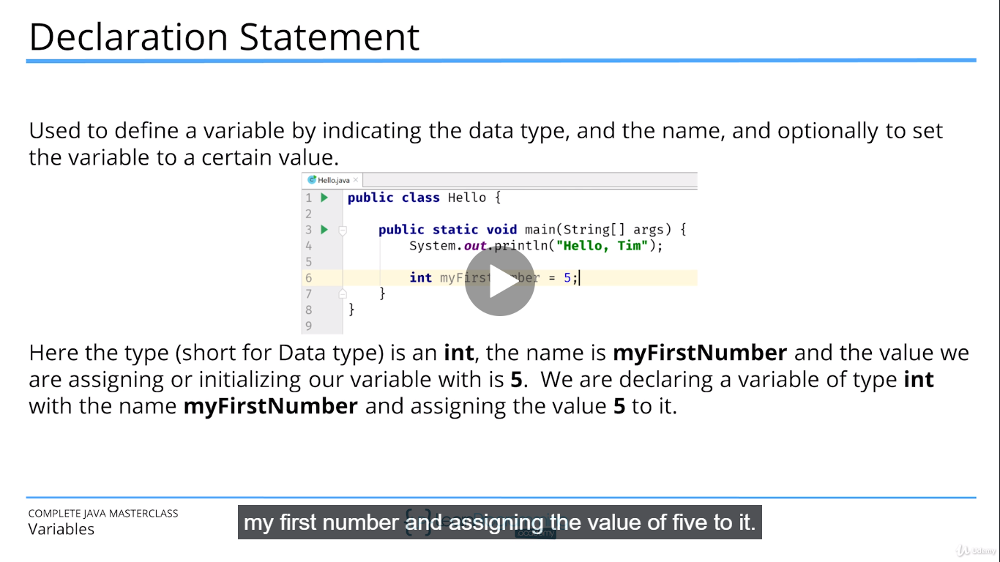 Declaration Statement
Used to define a variable by indicating the data type, and the name, and optionally to set
the variable to a certain value.
Hello.java
1 public class Hello {
2
3 public static void main(String[] args) {
4 System.out.println("Hello, Tim");
5
6 int myFirstNumber = 5;
7 }
8 }
9
Here the type (short for Data type) is an int, the name is myFirstNumber and the value we
are assigning or initializing our variable with is 5. We are declaring a variable of type int
with the name myFirstNumber and assigning the value 5 to it.
COMPLETE JAVA MASTERCLASS
Variables
my first number and assigning the value of five to it.
Udemy